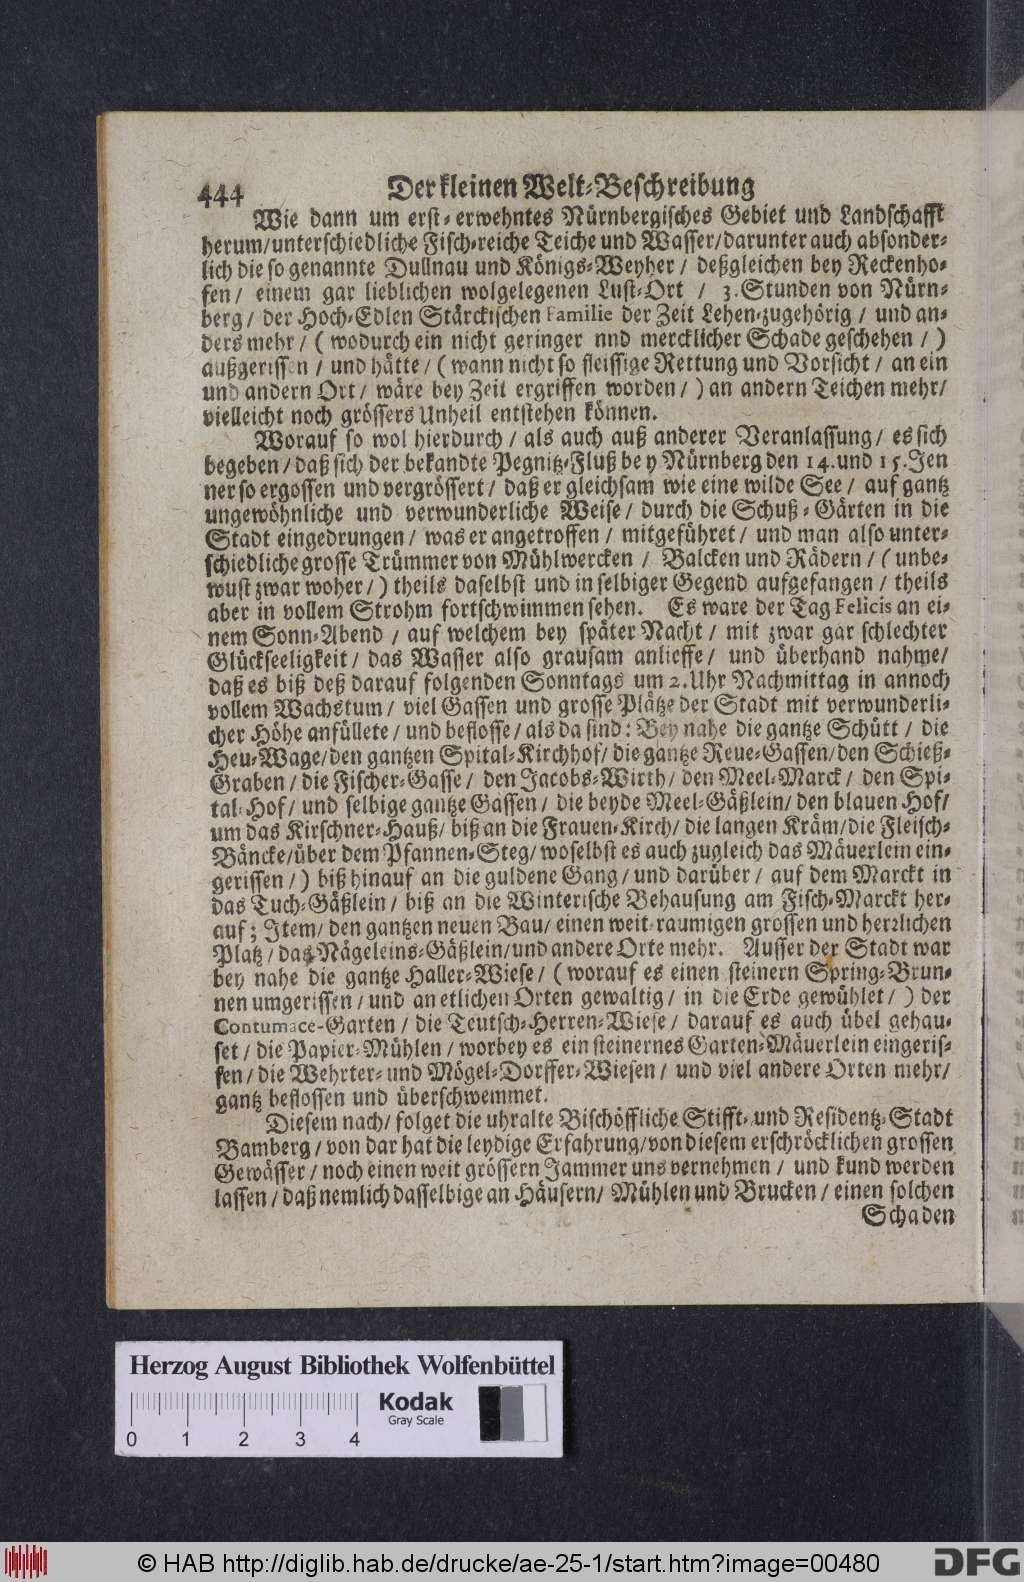 444 Der kleinen Welt-Beschreibung
Wie dann um erst-erwehntes Nürnbergisches Gebiet und Landschafft
herum/unterschiedliche Fisch-reiche Teiche und Wasser/darunter auch absonder-
lich die so genannte Dullnau und Königs-Weyher / deßgleichen bey Reckenho-
fen / einem gar lieblichen wolgelegenen Lust-Ort / 3. Stunden von Nürn-
berg / der Hoch-Edlen Stärckischen Familie der Zeit Lehen-zugehörig / und an-
ders mehr / ( wodurch ein nicht geringer nnd mercklicher Schade geschehen / )
außgerissen / und hätte / ( wann nicht so fleissige Rettung und Vorsicht / an ein
und andern Ort / wäre bey Zeit ergriffen worden / ) an andern Teichen mehr/
vielleicht noch grössers Unheil entstehen können.
Worauf so wol hierdurch / als auch auß anderer Veranlassung / es sich
begeben / daß sich der bekandte Pegnitz-Fluß bey Nürnberg den 14. und 15. Jen
ner so ergossen und vergrössert / daß er gleichsam wie eine wilde See / auf gantz
ungewöhnliche und verwunderliche Weise / durch die Schuß-Gärten in die
Stadt eingedrungen / was er angetroffen / mitgeführet / und man also unter-
schiedliche grosse Trümmer von Mühlwercken / Balcken und Rädern / ( unbe-
wust zwar woher / ) theils daselbst und in selbiger Gegend aufgefangen / theils
aber in vollem Strohm fortschwimmen sehen. Es ware der Tag Felicis an ei-
nem Sonn-Abend / auf welchem bey später Nacht / mit zwar gar schlechter
Glückseeligkeit / das Wasser also grausam anlieffe / und überhand nahme/
daß es biß deß darauf folgenden Sonntags um 2. Uhr Nachmittag in annoch
vollem Wachstum / viel Gassen und grosse Plätze der Stadt mit verwunderli-
cher Höhe anfüllete / und beflosse / als da sind: Bey nahe die gantze Schütt / die
Heu-Wage/den gantzen Spital-Kirchhof/ die gantze Reue-Gassen/den Schieß-
Graben / die Fischer-Gasse / den Jacobs-Wirth / den Meel-Marck / den Spi-
tal-Hof / und selbige gantze Gassen / die beyde Meel-Gäßlein/ den blauen Hof/
um das Kirschner-Hauß/ biß an die Frauen-Kirch/ die langen Kräm/die Fleisch-
Bäncke/über dem Pfannen-Steg/ woselbst es auch zugleich das Mäuerlein ein-
gerissen / ) biß hinauf an die guldene Gang / und darüber / auf dem Marckt in
das Tuch-Gäßlein / biß an die Winterische Behausung am Fisch-Marckt her-
auf; Item / den gantzen neuen Bau / einen weit-raumigen grossen und herrlichen
Platz / das Nägeleins-Gäßlein/und andere Orte mehr. Ausser der Stadt war
bey nahe die gantze Haller-Wiese / ( worauf es einen steinern Spring-Brun-
nen umgerissen / und an etlichen Orten gewaltig / in die Erde gewühlet / ) der
Contumace-Garten / die Teutsch-Herren-Wiese / darauf es auch übel gehau-
set / die Papier-Mühlen / worbey es ein steinernes Garten-Mäuerlein eingeris-
sen / die Wehrter- und Mögel-Dorffer-Wiesen / und viel andere Orten mehr/
gantz beflossen und überschwemmet.
Diesem nach/ folget die uhralte Bischöffliche Stifft- und Residentz-Stadt
Bamberg / von dar hat die leydige Erfahrung/von diesem erschröcklichen grossen
Gewässer / noch einen weit grössern Jammer uns vernehmen / und kund werden
lassen / daß nemlich dasselbige an Häusern/ Mühlen und Brucken / einen solchen
Schaden
Herzog August Bibliothek Wolfenbüttel
Kodak
Gray Scale
0 1 2 3 4
© HAB http://diglib.hab.de/drucke/ae-25-1/start.htm?image=00480
DFG